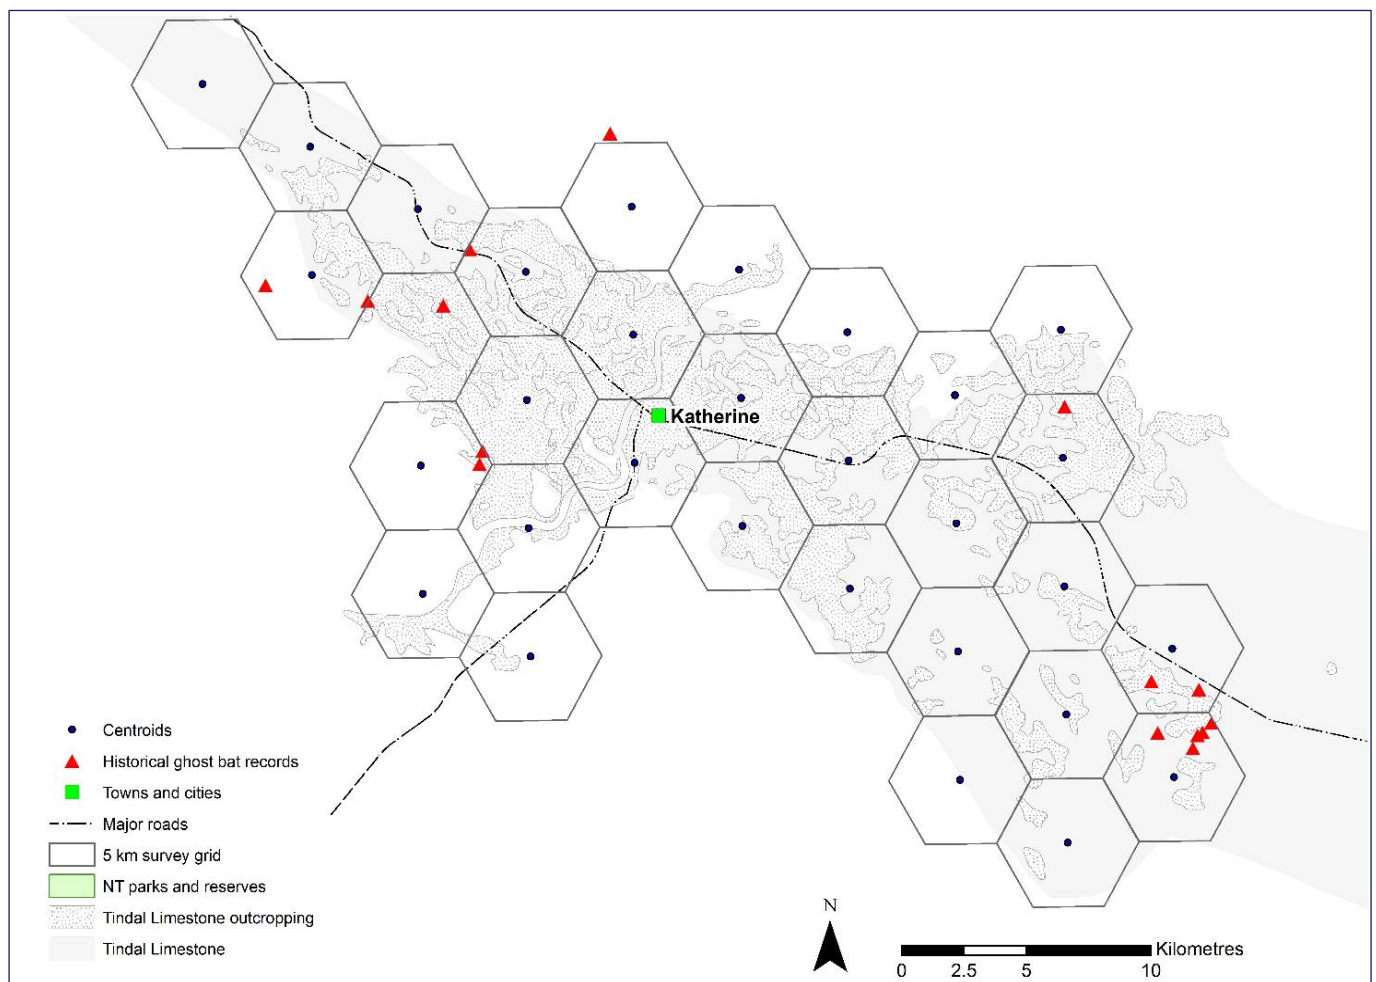 Katherine
Centroids
Historical ghost bat records
Towns and cities
Major roads
5 km survey grid
NT parks and reserves
Tindal Limestone outcropping
Tindal Limestone
N
Kilometres
0 2.5 5 10